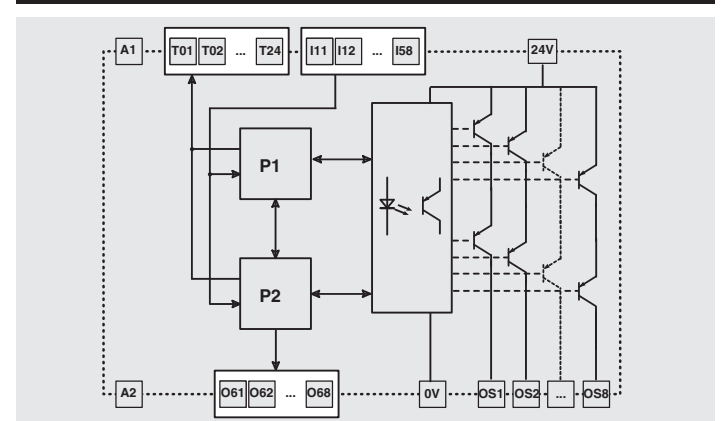 A1 T01 T02 ... T24 I11 I12 ... I58 24V
P1
P2
A2 O61 O62 ... O68 0V OS1 OS2 ... OS8